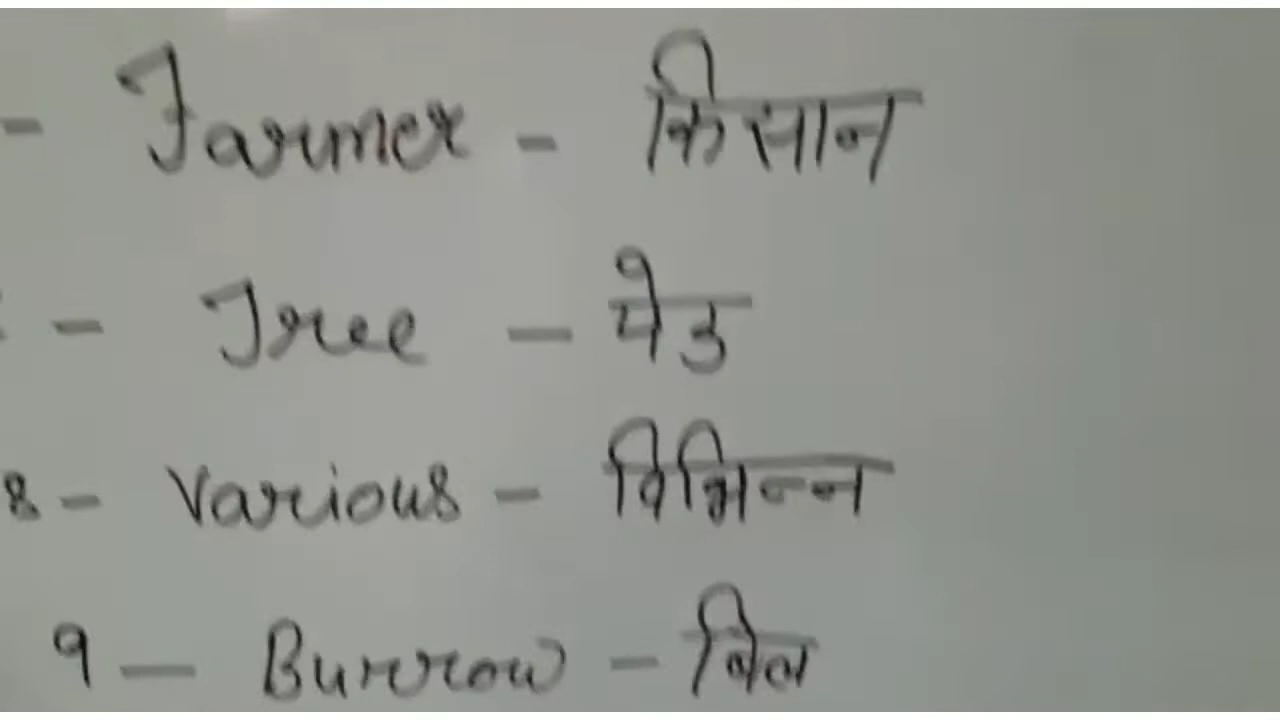 - Farmer - किसान
- Tree - पेड
8 - Various - विभिन्न
9 - Burrow - बिल